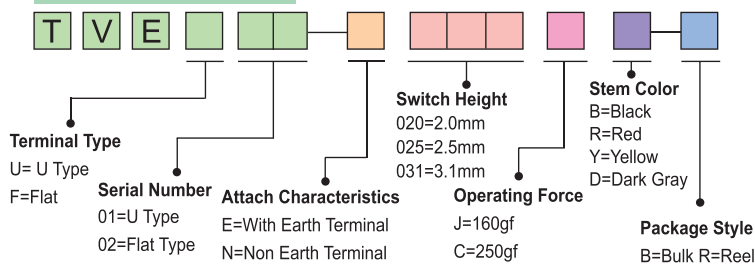 TVE
Terminal Type
U= U Type
F=Flat
Serial Number
01=U Type
02=Flat Type
Attach Characteristics
E=With Earth Terminal
N=Non Earth Terminal
Switch Height
020=2.0mm
025=2.5mm
031=3.1mm
Operating Force
J=160gf
C=250gf
Stem Color
B=Black
R=Red
Y=Yellow
D=Dark Gray
Package Style
B=Bulk R=Reel